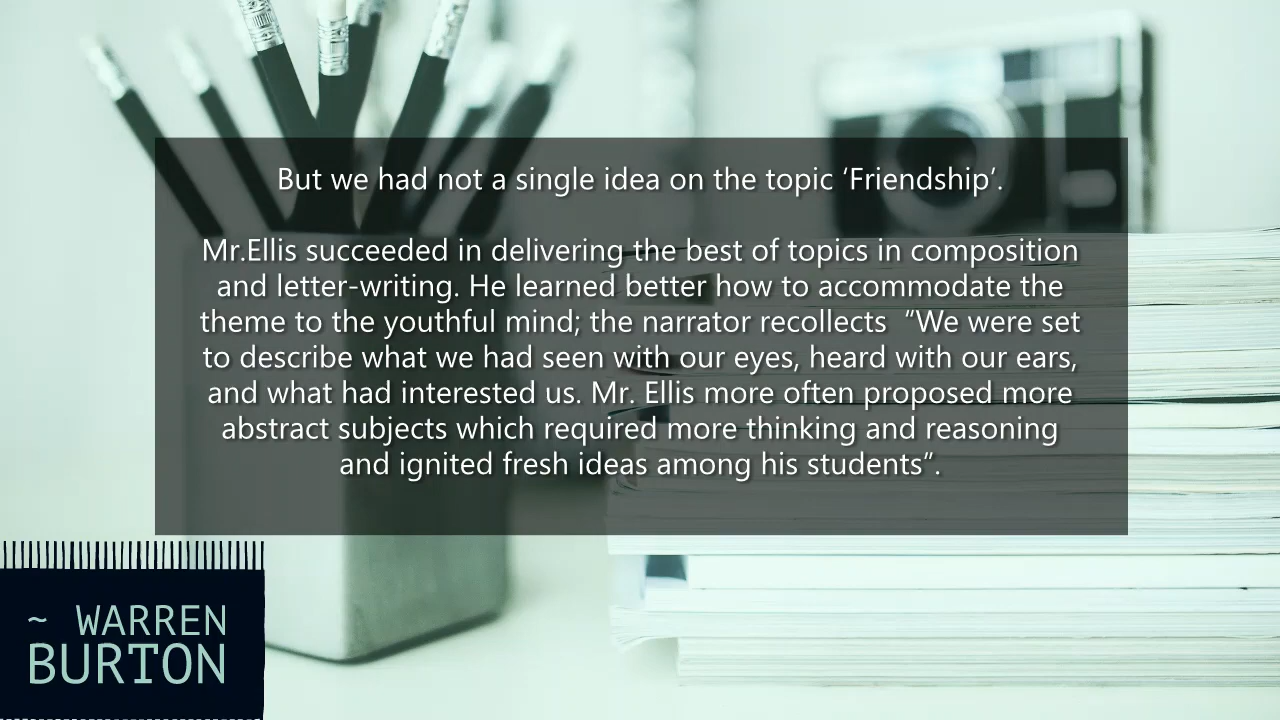 But we had not a single idea on the topic ‘Friendship’.
Mr.Ellis succeeded in delivering the best of topics in composition
and letter-writing. He learned better how to accommodate the
theme to the youthful mind; the narrator recollects  “We were set
to describe what we had seen with our eyes, heard with our ears,
and what had interested us. Mr. Ellis more often proposed more
abstract subjects which required more thinking and reasoning
and ignited fresh ideas among his students”.
~ WARREN
BURTON